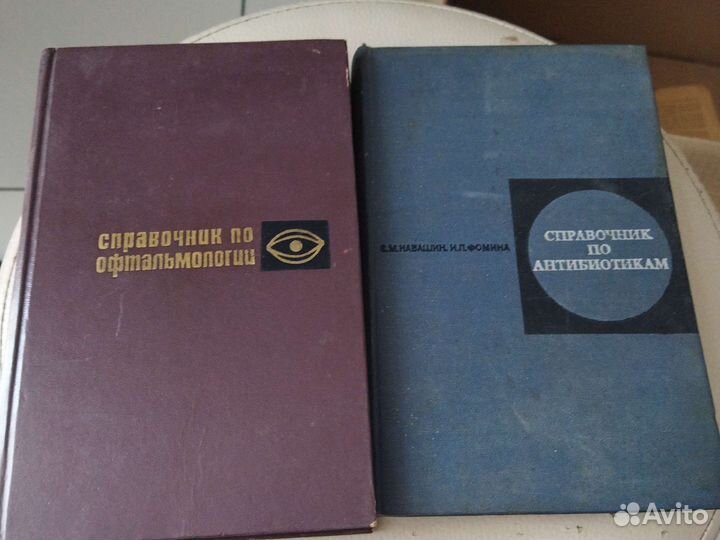 справочник по
офтальмологии
С.М.НАВАШИН, И.П.ФОМИНА
СПРАВОЧНИК
ПО
АНТИБИОТИКАМ
Avito